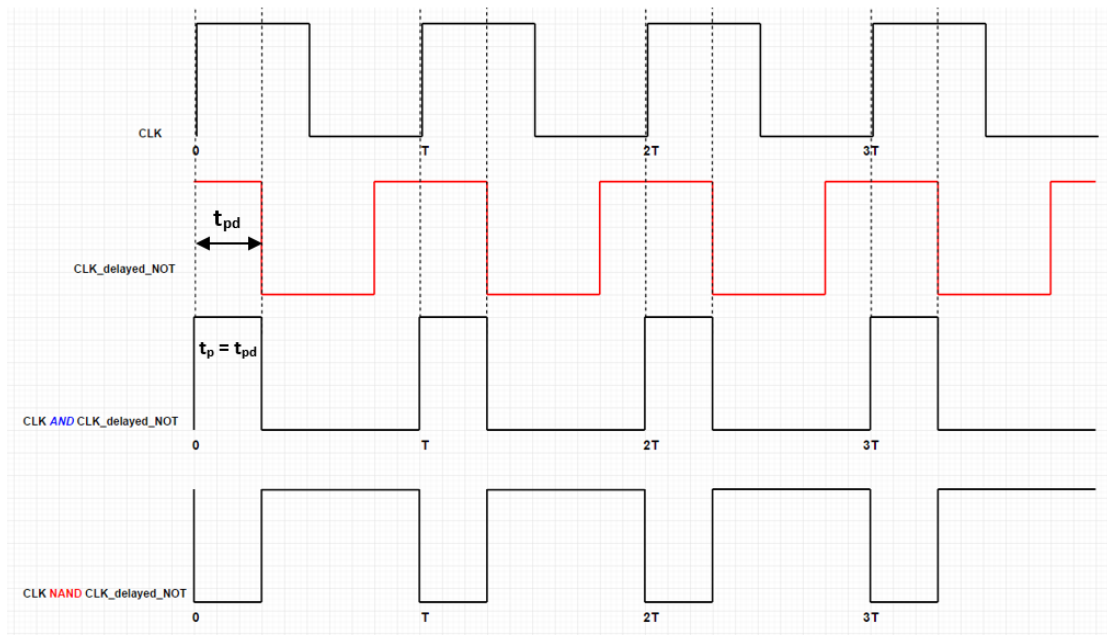 CLK
0 T 2T 3T
tpd
CLK_delayed_NOT
tp = tpd
CLK AND CLK_delayed_NOT
0 T 2T 3T
CLK NAND CLK_delayed_NOT
0 T 2T 3T